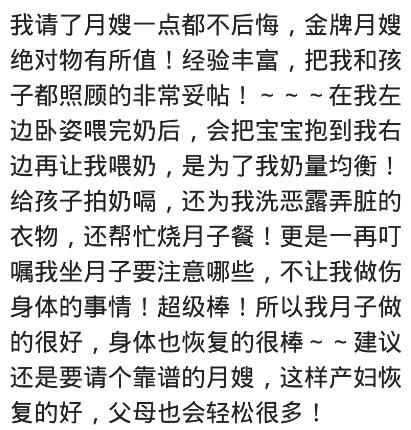 我请了月嫂一点都不后悔，金牌月嫂
绝对物有所值！经验丰富，把我和孩
子都照顾的非常妥帖！～～～在我左
边卧姿喂完奶后，会把宝宝抱到我右
边再让我喂奶，是为了我奶量均衡！
给孩子拍奶嗝，还为我洗恶露弄脏的
衣物，还帮忙烧月子餐！更是一再叮
嘱我坐月子要注意哪些，不让我做伤
身体的事情！超级棒！所以我月子做
的很好，身体也恢复的很棒～～建议
还是要请个靠谱的月嫂，这样产妇恢
复的好，父母也会轻松很多！